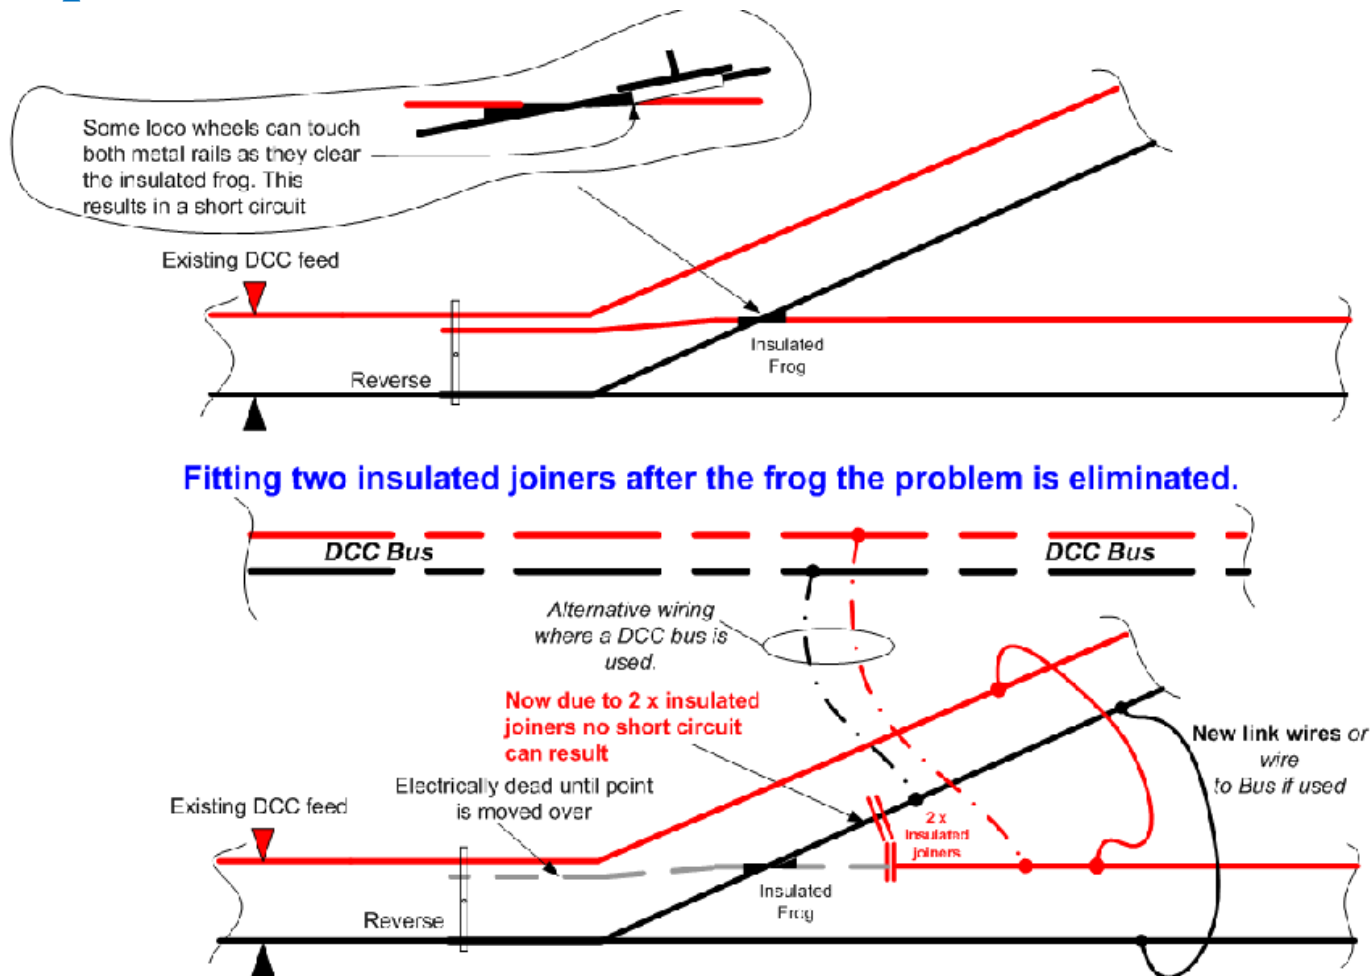 Some loco wheels can touch
both metal rails as they clear
the insulated frog. This
results in a short circuit
Existing DCC feed
Insulated
Frog
Reverse
Fitting two insulated joiners after the frog the problem is eliminated.
DCC Bus
DCC Bus
Alternative wiring
where a DCC bus is
used.
Now due to 2 x insulated
joiners no short circuit
can result
New link wires or
wire
to Bus if used
Electrically dead until point
is moved over
Existing DCC feed
2 x
Insulated
joiners
Insulated
Frog
Reverse